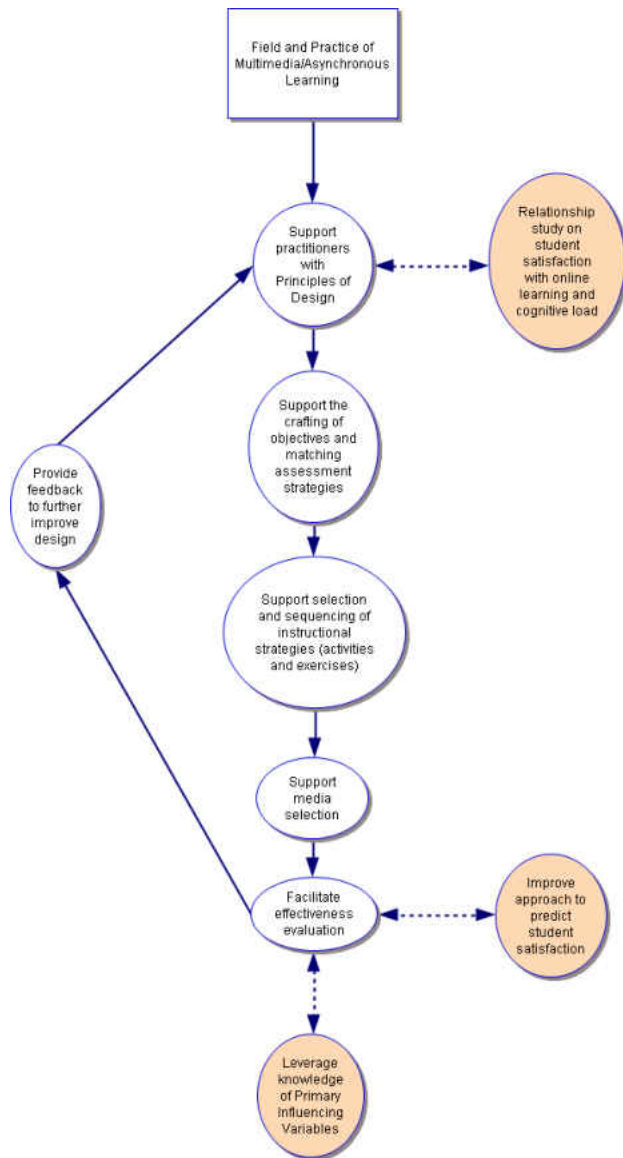 Field and Practice of
Multimedia/Asynchronous
Learning
Support
practitioners
with
Principles of
Design
Relationship
study on
student
satisfaction
with online
learning and
cognitive load
Support the
crafting of
objectives and
matching
assessment
strategies
Provide
feedback
to further
improve
design
Support selection
and sequencing of
instructional
strategies (activities
and exercises)
Support
media
selection
Facilitate
effectiveness
evaluation
Improve
approach to
predict
student
satisfaction
Leverage
knowledge
of Primary
Influencing
Variables